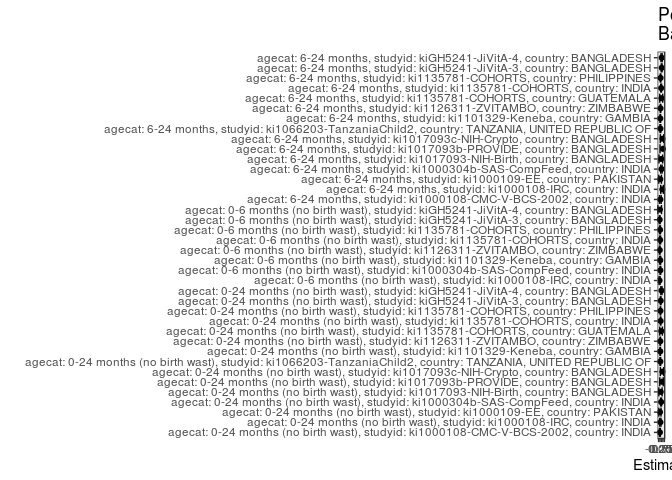 agecat: 6-24 months, studyid: kiGH5241-JiVitA-4, country: BANGLADESH
agecat: 6-24 months, studyid: kiGH5241-JiVitA-3, country: BANGLADESH
agecat: 6-24 months, studyid: ki1135781-COHORTS, country: PHILIPPINES
agecat: 6-24 months, studyid: ki1135781-COHORTS, country: INDIA
agecat: 6-24 months, studyid: ki1135781-COHORTS, country: GUATEMALA
agecat: 6-24 months, studyid: ki1126311-ZVITAMBO, country: ZIMBABWE
agecat: 6-24 months, studyid: ki1101329-Keneba, country: GAMBIA
agecat: 6-24 months, studyid: ki1066203-TanzaniaChild2, country: TANZANIA, UNITED REPUBLIC OF
agecat: 6-24 months, studyid: ki1017093c-NIH-Crypto, country: BANGLADESH
agecat: 6-24 months, studyid: ki1017093b-PROVIDE, country: BANGLADESH
agecat: 6-24 months, studyid: ki1017093-NIH-Birth, country: BANGLADESH
agecat: 6-24 months, studyid: ki1000304b-SAS-CompFeed, country: INDIA
agecat: 6-24 months, studyid: ki1000109-EE, country: PAKISTAN
agecat: 6-24 months, studyid: ki1000108-IRC, country: INDIA
agecat: 6-24 months, studyid: ki1000108-CMC-V-BCS-2002, country: INDIA
agecat: 0-6 months (no birth wast), studyid: kiGH5241-JiVitA-4, country: BANGLADESH
agecat: 0-6 months (no birth wast), studyid: kiGH5241-JiVitA-3, country: BANGLADESH
agecat: 0-6 months (no birth wast), studyid: ki1135781-COHORTS, country: PHILIPPINES
agecat: 0-6 months (no birth wast), studyid: ki1135781-COHORTS, country: INDIA
agecat: 0-6 months (no birth wast), studyid: ki1126311-ZVITAMBO, country: ZIMBABWE
agecat: 0-6 months (no birth wast), studyid: ki1101329-Keneba, country: GAMBIA
agecat: 0-6 months (no birth wast), studyid: ki1000304b-SAS-CompFeed, country: INDIA
agecat: 0-6 months (no birth wast), studyid: ki1000108-IRC, country: INDIA
agecat: 0-24 months (no birth wast), studyid: kiGH5241-JiVitA-4, country: BANGLADESH
agecat: 0-24 months (no birth wast), studyid: kiGH5241-JiVitA-3, country: BANGLADESH
agecat: 0-24 months (no birth wast), studyid: ki1135781-COHORTS, country: PHILIPPINES
agecat: 0-24 months (no birth wast), studyid: ki1135781-COHORTS, country: INDIA
agecat: 0-24 months (no birth wast), studyid: ki1135781-COHORTS, country: GUATEMALA
agecat: 0-24 months (no birth wast), studyid: ki1126311-ZVITAMBO, country: ZIMBABWE
agecat: 0-24 months (no birth wast), studyid: ki1101329-Keneba, country: GAMBIA
agecat: 0-24 months (no birth wast), studyid: ki1066203-TanzaniaChild2, country: TANZANIA, UNITED REPUBLIC OF
agecat: 0-24 months (no birth wast), studyid: ki1017093c-NIH-Crypto, country: BANGLADESH
agecat: 0-24 months (no birth wast), studyid: ki1017093b-PROVIDE, country: BANGLADESH
agecat: 0-24 months (no birth wast), studyid: ki1017093-NIH-Birth, country: BANGLADESH
agecat: 0-24 months (no birth wast), studyid: ki1000304b-SAS-CompFeed, country: INDIA
agecat: 0-24 months (no birth wast), studyid: ki1000109-EE, country: PAKISTAN
agecat: 0-24 months (no birth wast), studyid: ki1000108-IRC, country: INDIA
agecat: 0-24 months (no birth wast), studyid: ki1000108-CMC-V-BCS-2002, country: INDIA